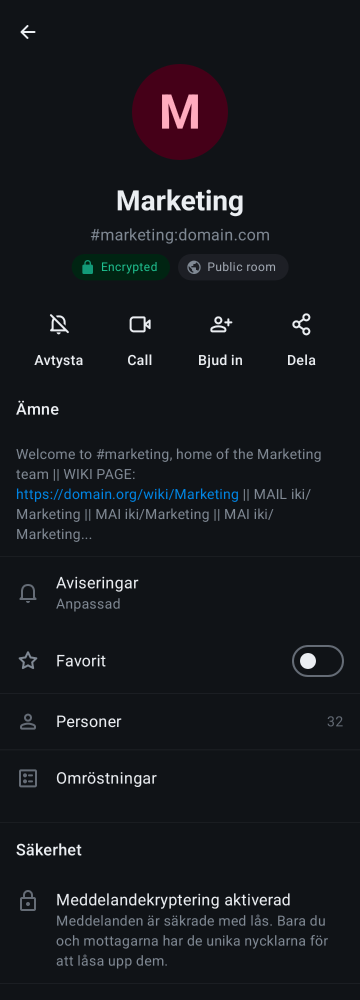 M
Marketing
#marketing:domain.com
Encrypted Public room
Avtysta Call Bjud in Dela
Ämne
Welcome to #marketing, home of the Marketing
team || WIKI PAGE:
https://domain.org/wiki/Marketing || MAIL iki/
Marketing || MAI iki/Marketing || MAI iki/
Marketing...
Aviseringar
Anpassad
Favorit
Personer 32
Omröstningar
Säkerhet
Meddelandekryptering aktiverad
Meddelanden är säkrade med lås. Bara du
och mottagarna har de unika nycklarna för
att låsa upp dem.